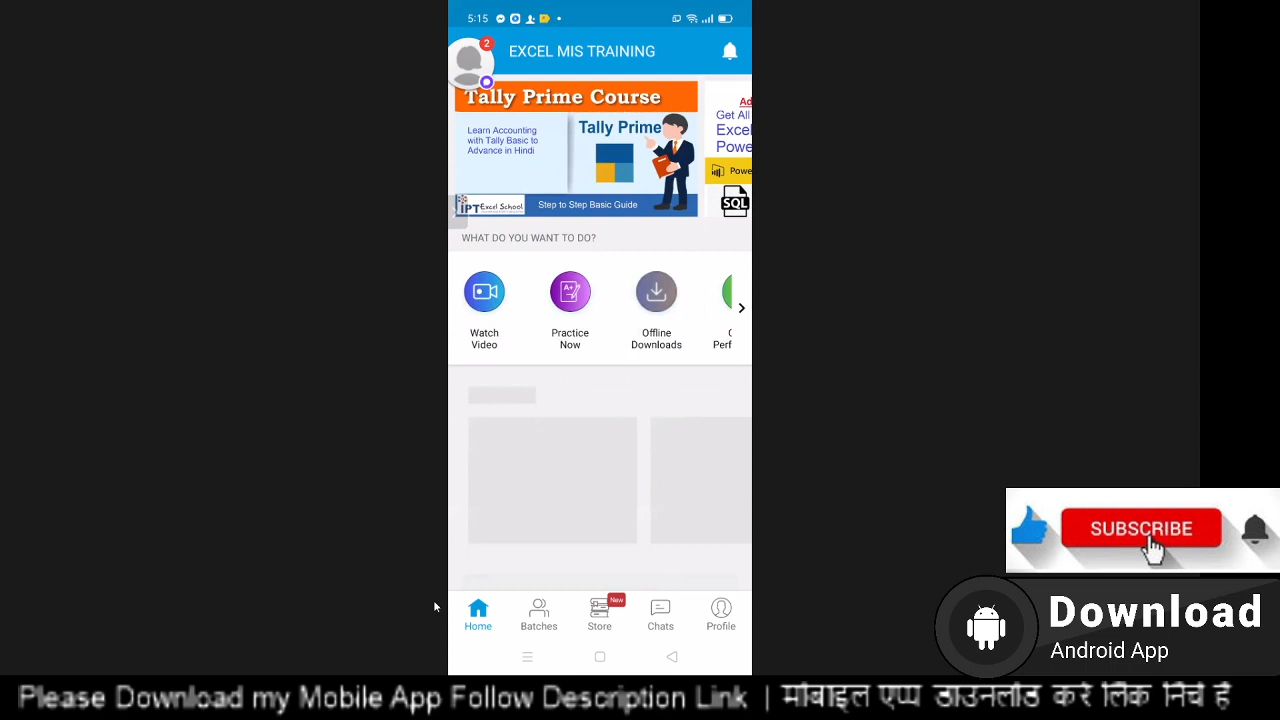 5:15
2
EXCEL MIS TRAINING
Tally Prime Course
Learn Accounting
with Tally Basic to
Advance in Hindi
Tally Prime
IPT Excel School
Step to Step Basic Guide
Ad
Get All
Excel
Powe
Powe
SQL
WHAT DO YOU WANT TO DO?
A+
Watch
Video
Practice
Now
Offline
Downloads
Perf
SUBSCRIBE
New
Home
Batches
Store
Chats
Profile
Download
Android App
Please Download my Mobile App Follow Description Link | मोबाइल एप्प डाउनलोड करे लिंक निचे है